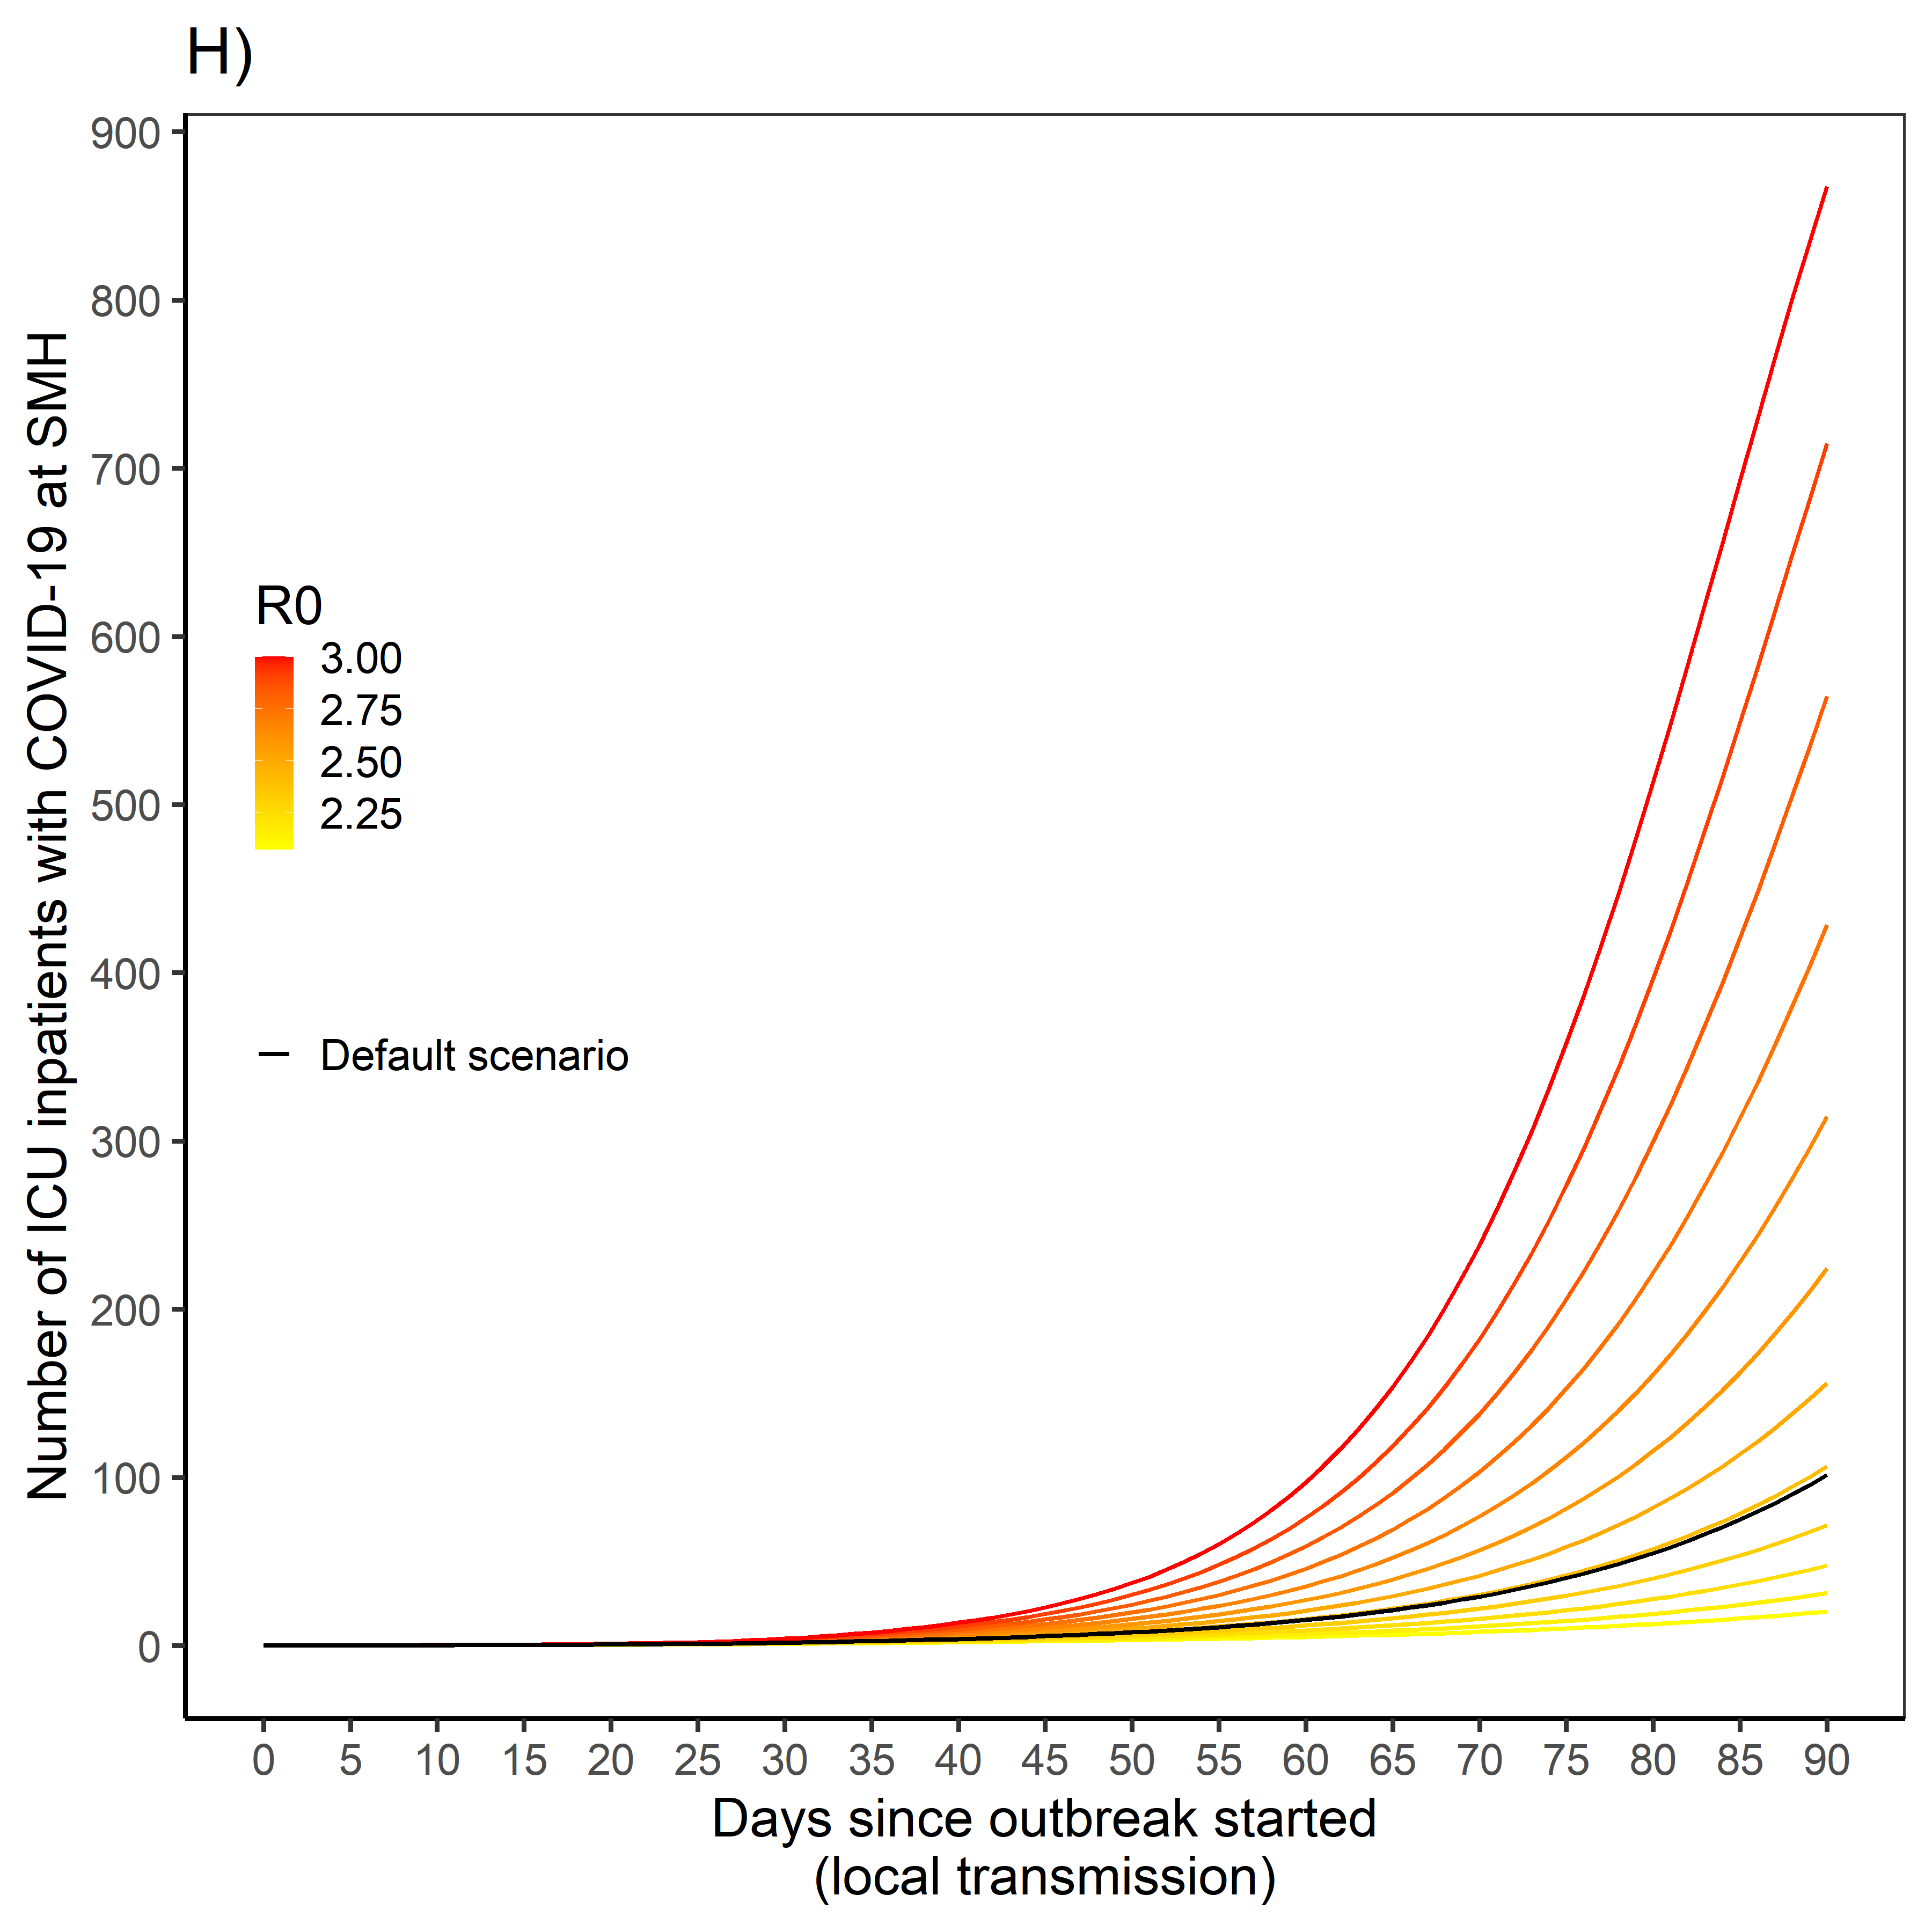 H)
Number of ICU inpatients with COVID-19 at SMH
900
800
700
600
500
400
300
200
100
0
R0
3.00
2.75
2.50
2.25
Default scenario
0 5 10 15 20 25 30 35 40 45 50 55 60 65 70 75 80 85 90
Days since outbreak started
(local transmission)